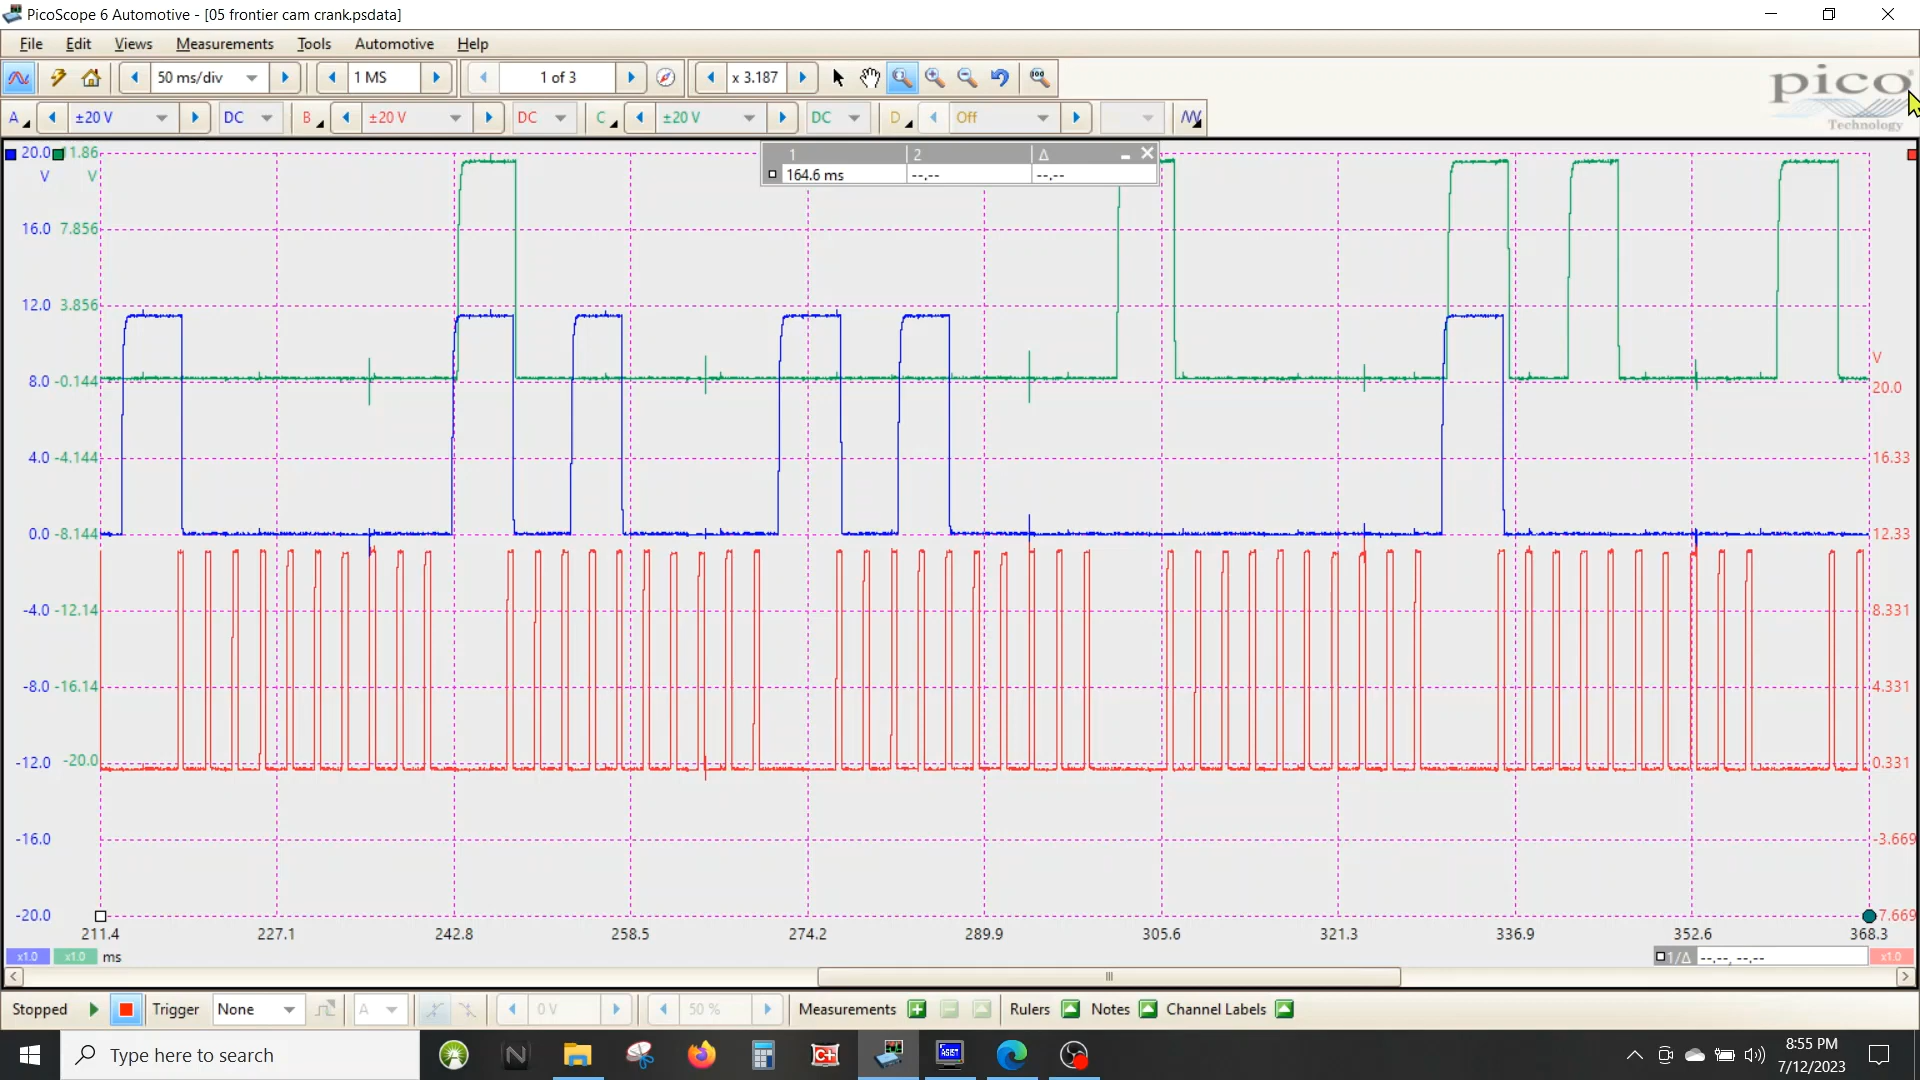 PicoScope 6 Automotive - [05 frontier cam crank.psdata]
File Edit Views Measurements Tools Automotive Help
50 ms/div 1 MS 1 of 3 x 3.187
pico
Technology
A ±20 V DC B ±20 V DC C ±20 V DC D Off
1 2 Δ
164.6 ms --.-- --.--
20.0 11.86
V V
16.0 7.856
12.0 3.856
V
8.0 -0.144 20.0
4.0 -4.144 16.33
0.0 -8.144 12.33
-4.0 -12.14 8.331
-8.0 -16.14 4.331
-12.0 -20.0 0.331
-16.0 -3.669
-20.0 -7.669
211.4 227.1 242.8 258.5 274.2 289.9 305.6 321.3 336.9 352.6 368.3
x1.0 x1.0 ms 1/Δ --.--, --.-- x1.0
Stopped Trigger None A 0 V 50 % Measurements Rulers Notes Channel Labels
Type here to search N C+ ASIST 8:55 PM
7/12/2023